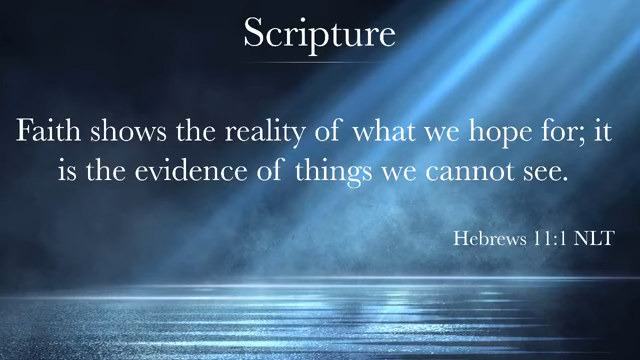 Scripture
Faith shows the reality of what we hope for; it
is the evidence of things we cannot see.
Hebrews 11:1 NLT